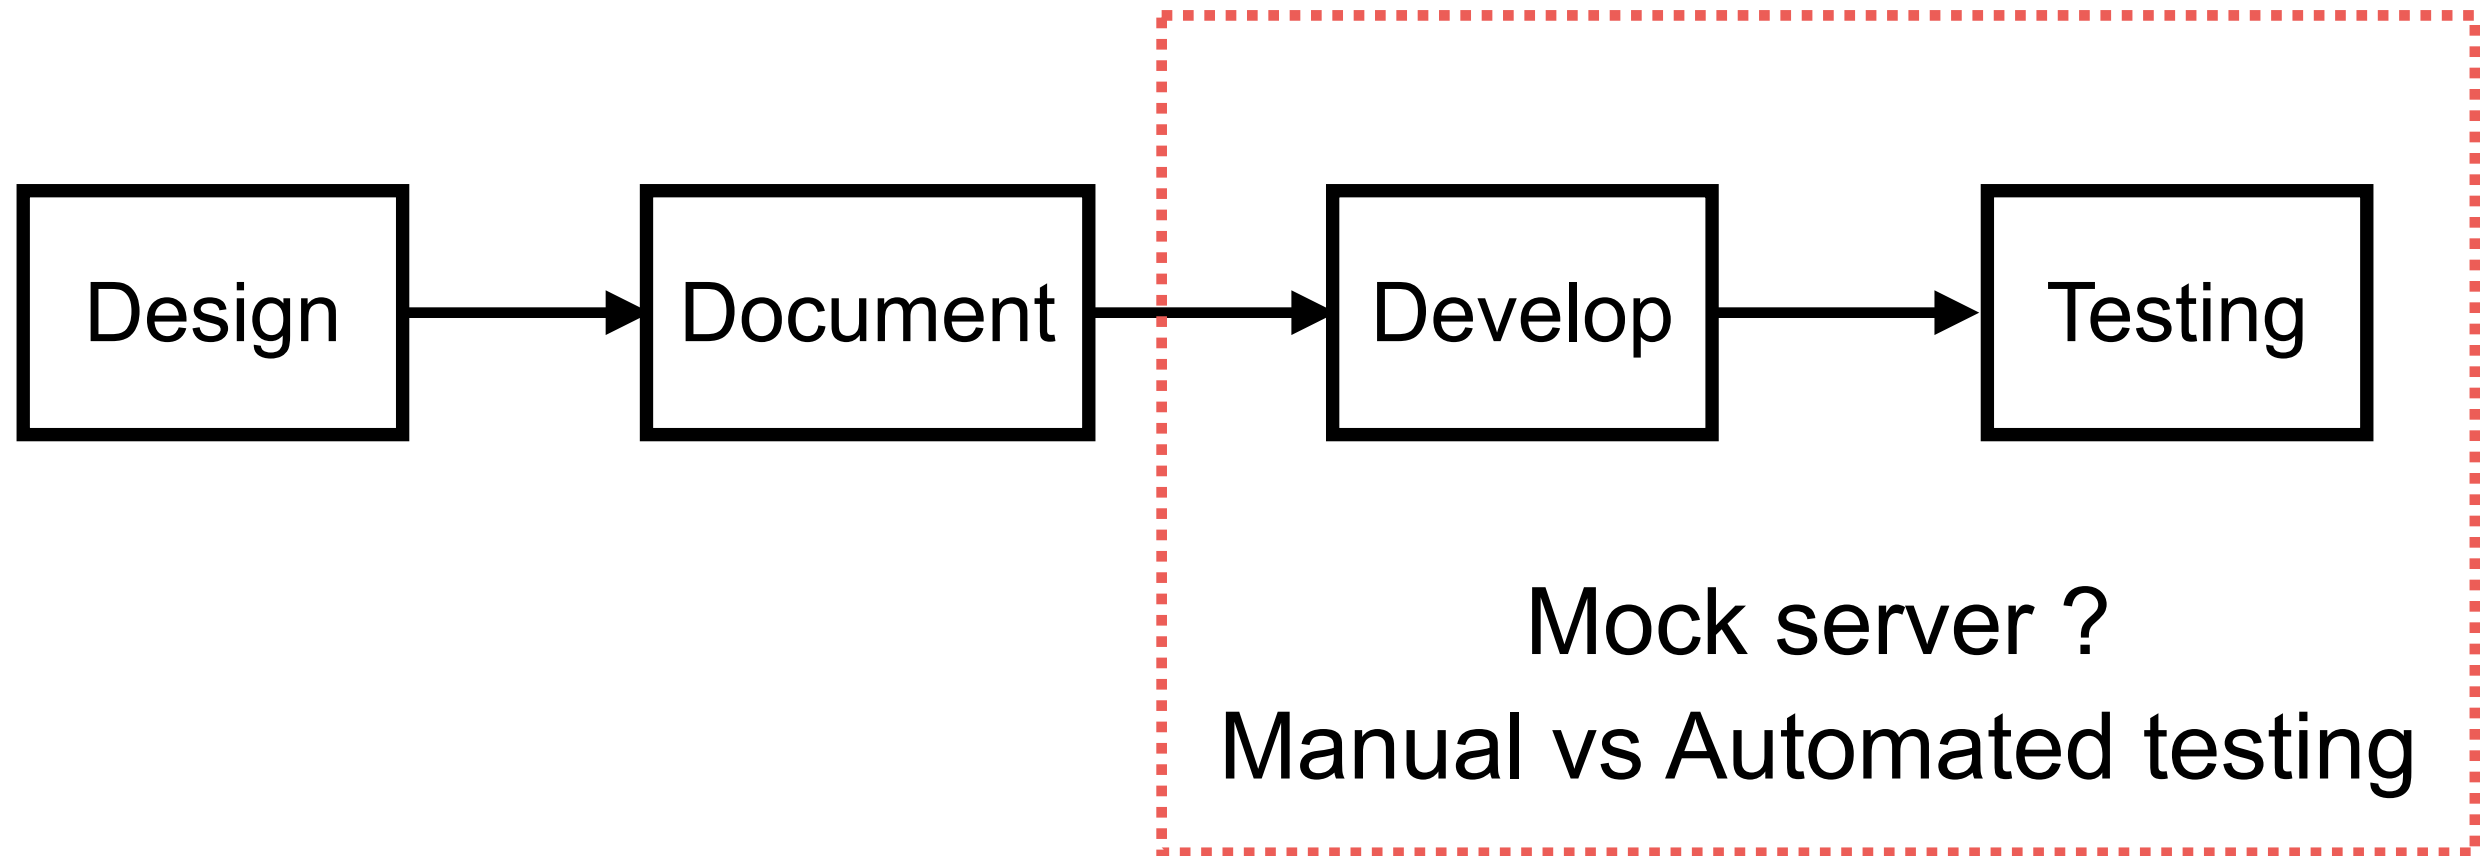 Design
Document
Develop
Testing
Mock server ?
Manual vs Automated testing